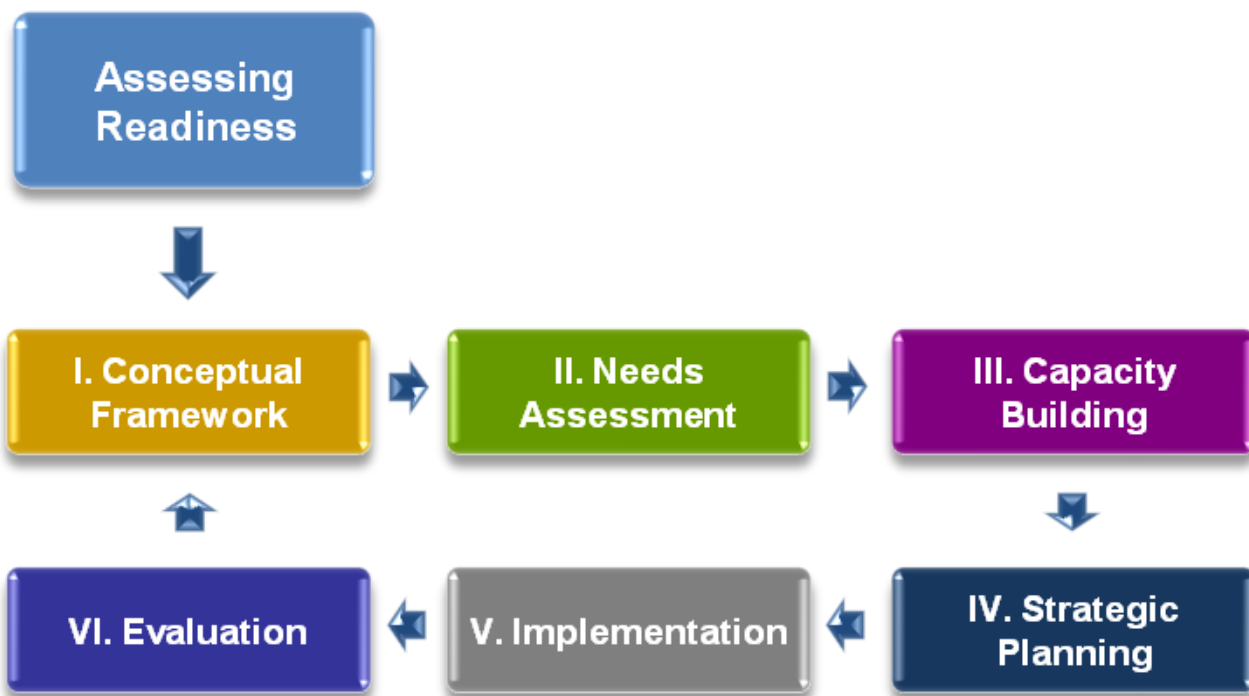 Assessing
Readiness
I. Conceptual
Framework
II. Needs
Assessment
III. Capacity
Building
VI. Evaluation
V. Implementation
IV. Strategic
Planning